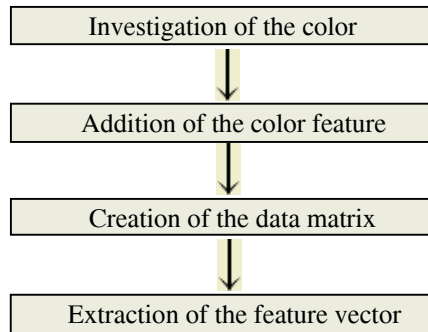 Investigation of the color
Addition of the color feature
Creation of the data matrix
Extraction of the feature vector